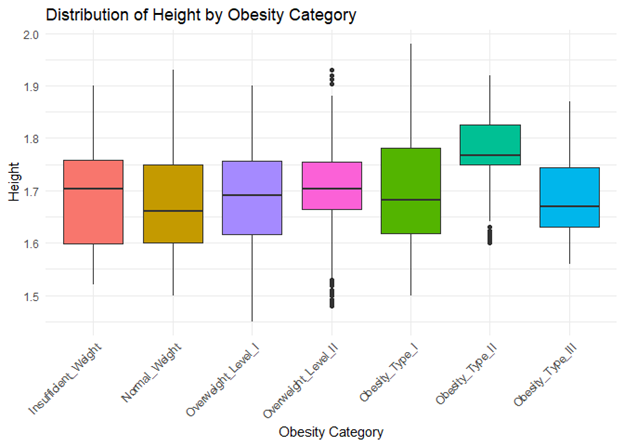 Distribution of Height by Obesity Category
2.0
1.9
1.8
1.7
1.6
1.5
Height
Insufficient_Weight
Normal_Weight
Overweight_Level_I
Overweight_Level_II
Obesity_Type_I
Obesity_Type_II
Obesity_Type_III
Obesity Category